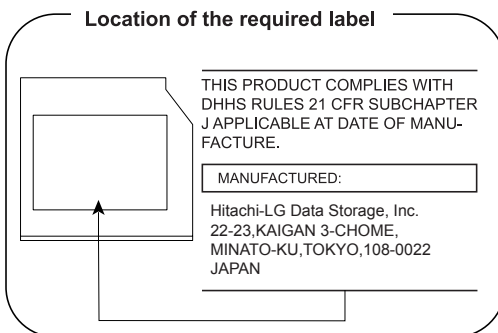 Location of the required label
THIS PRODUCT COMPLIES WITH
DHHS RULES 21 CFR SUBCHAPTER
J APPLICABLE AT DATE OF MANU-
FACTURE.
MANUFACTURED:
Hitachi-LG Data Storage, Inc.
22-23,KAIGAN 3-CHOME,
MINATO-KU,TOKYO,108-0022
JAPAN